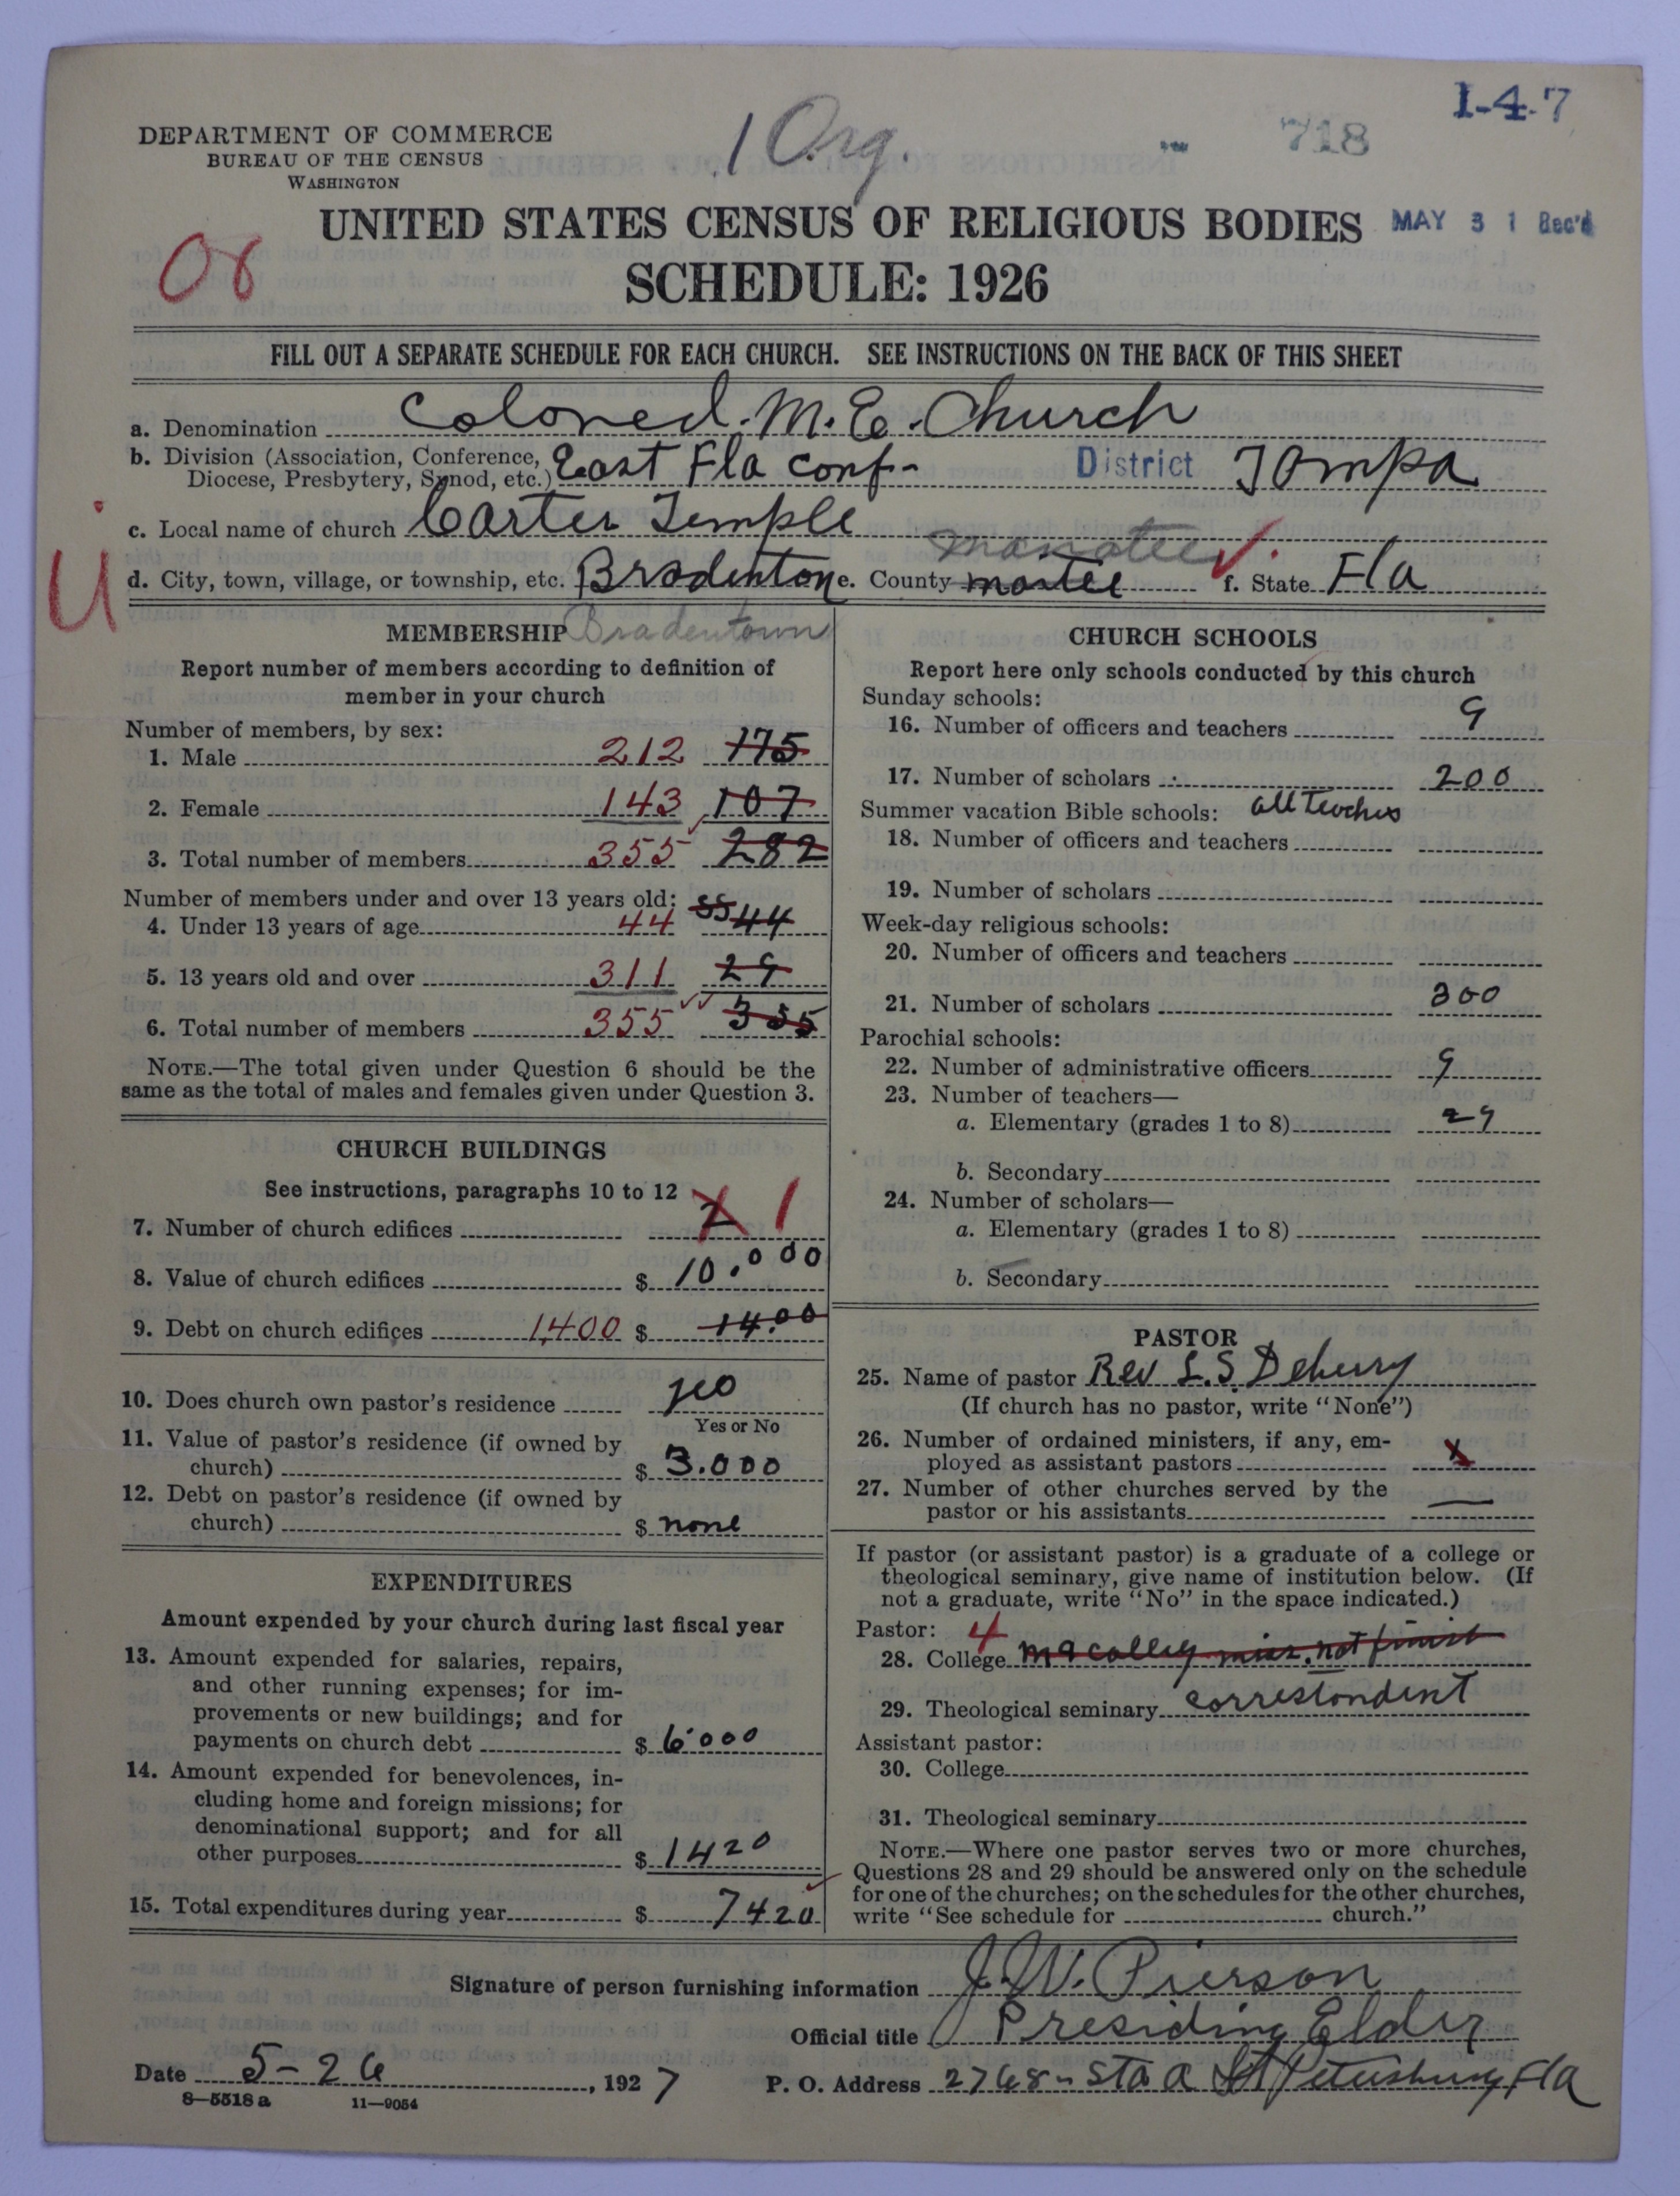 I-4-7
DEPARTMENT OF COMMERCE
BUREAU OF THE CENSUS
WASHINGTON
1 Org.
718
UNITED STATES CENSUS OF RELIGIOUS BODIES
MAY 31 Rec'd
SCHEDULE: 1926
FILL OUT A SEPARATE SCHEDULE FOR EACH CHURCH. SEE INSTRUCTIONS ON THE BACK OF THIS SHEET
a. Denomination Colored. M. E. Church
b. Division (Association, Conference, Diocese, Presbytery, Synod, etc.) East Fla conf- District Tampa
c. Local name of church Carter Temple
Manatee
d. City, town, village, or township, etc. Bradenton e. County f. State Fla
Bradentown
MEMBERSHIP
Report number of members according to definition of
member in your church
Number of members, by sex:
1. Male 212 175
2. Female 143 107
3. Total number of members 355 282
Number of members under and over 13 years old:
4. Under 13 years of age 44 55 44
5. 13 years old and over 311 29
6. Total number of members 355 335
NOTE.—The total given under Question 6 should be the
same as the total of males and females given under Question 3.
CHURCH BUILDINGS
See instructions, paragraphs 10 to 12
7. Number of church edifices 2 1
8. Value of church edifices $ 10.000
9. Debt on church edifices 1400 $ 14.00
10. Does church own pastor's residence yes
Yes or No
11. Value of pastor's residence (if owned by
church) $ 3.000
12. Debt on pastor's residence (if owned by
church) $ none
EXPENDITURES
Amount expended by your church during last fiscal year
13. Amount expended for salaries, repairs,
and other running expenses; for im-
provements or new buildings; and for
payments on church debt $ 6000
14. Amount expended for benevolences, in-
cluding home and foreign missions; for
denominational support; and for all
other purposes $ 1420
15. Total expenditures during year $ 7420
CHURCH SCHOOLS
Report here only schools conducted by this church
Sunday schools:
16. Number of officers and teachers 9
17. Number of scholars 200
Summer vacation Bible schools: all Teaches
18. Number of officers and teachers
19. Number of scholars
Week-day religious schools:
20. Number of officers and teachers
21. Number of scholars 300
Parochial schools:
22. Number of administrative officers 9
23. Number of teachers—
a. Elementary (grades 1 to 8) 29
b. Secondary
24. Number of scholars—
a. Elementary (grades 1 to 8)
b. Secondary
PASTOR
25. Name of pastor Rev L. S. Debury
(If church has no pastor, write "None")
26. Number of ordained ministers, if any, em-
ployed as assistant pastors x
27. Number of other churches served by the
pastor or his assistants —
If pastor (or assistant pastor) is a graduate of a college or
theological seminary, give name of institution below. (If
not a graduate, write "No" in the space indicated.)
Pastor: 4
28. College miss. not finish
29. Theological seminary correstondent
Assistant pastor:
30. College
31. Theological seminary
NOTE.—Where one pastor serves two or more churches,
Questions 28 and 29 should be answered only on the schedule
for one of the churches; on the schedules for the other churches,
write "See schedule for church."
Signature of person furnishing information J. W. Pierson
Official title Presiding Elder
Date 5-26, 1927
P. O. Address 2768- Sta a St Petersburg, Fla
8—5518 a 11—9054